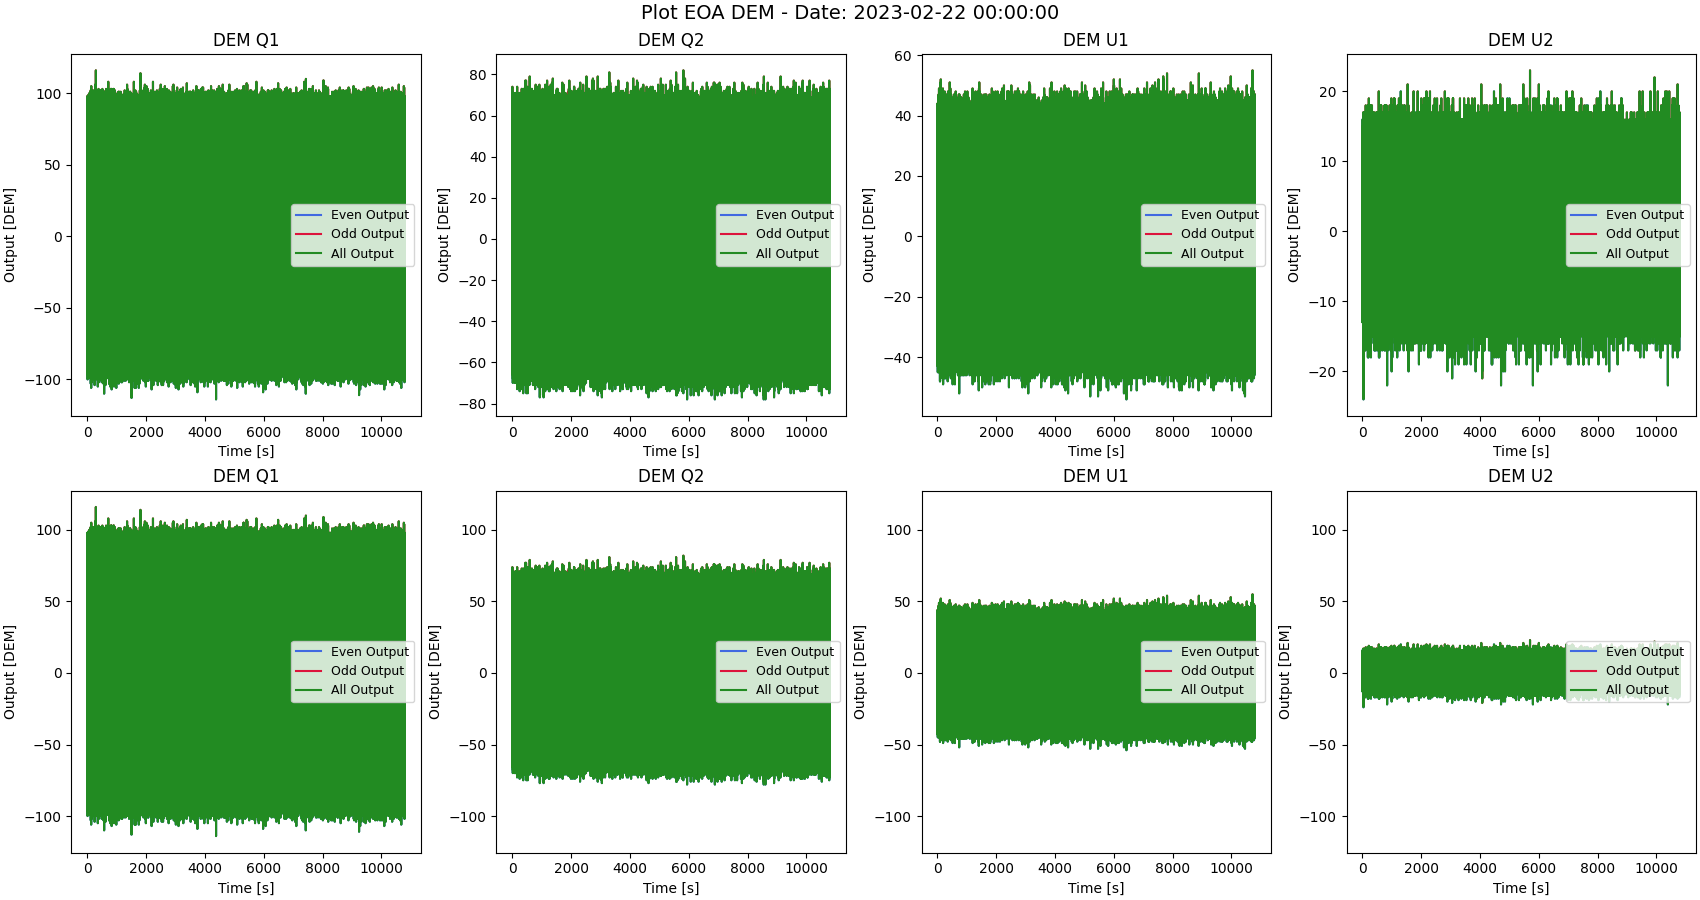 Plot EOA DEM - Date: 2023-02-22 00:00:00
DEM Q1
DEM Q2
DEM U1
DEM U2
Output [DEM]
100
50
0
−50
−100
0 2000 4000 6000 8000 10000
Time [s]
Even Output
Odd Output
All Output
Output [DEM]
80
60
40
20
0
−20
−40
−60
−80
0 2000 4000 6000 8000 10000
Time [s]
Even Output
Odd Output
All Output
Output [DEM]
60
40
20
0
−20
−40
0 2000 4000 6000 8000 10000
Time [s]
Even Output
Odd Output
All Output
Output [DEM]
20
10
0
−10
−20
0 2000 4000 6000 8000 10000
Time [s]
Even Output
Odd Output
All Output
DEM Q1
DEM Q2
DEM U1
DEM U2
Output [DEM]
100
50
0
−50
−100
0 2000 4000 6000 8000 10000
Time [s]
Even Output
Odd Output
All Output
Output [DEM]
100
50
0
−50
−100
0 2000 4000 6000 8000 10000
Time [s]
Even Output
Odd Output
All Output
Output [DEM]
100
50
0
−50
−100
0 2000 4000 6000 8000 10000
Time [s]
Even Output
Odd Output
All Output
Output [DEM]
100
50
0
−50
−100
0 2000 4000 6000 8000 10000
Time [s]
Even Output
Odd Output
All Output